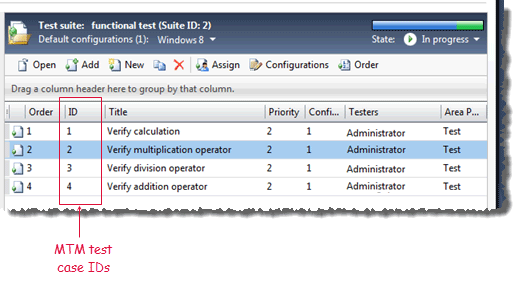 Test suite: functional test (Suite ID: 2)
Default configurations (1): Windows 8
State: In progress
Open Add New Assign Configurations Order
Drag a column header here to group by that column.
Order ID Title Priority Confi... Testers Area P...
1 1 Verify calculation 2 1 Administrator Test
2 2 Verify multiplication operator 2 1 Administrator Test
3 3 Verify division operator 2 1 Administrator Test
4 4 Verify addition operator 2 1 Administrator Test
MTM test
case IDs